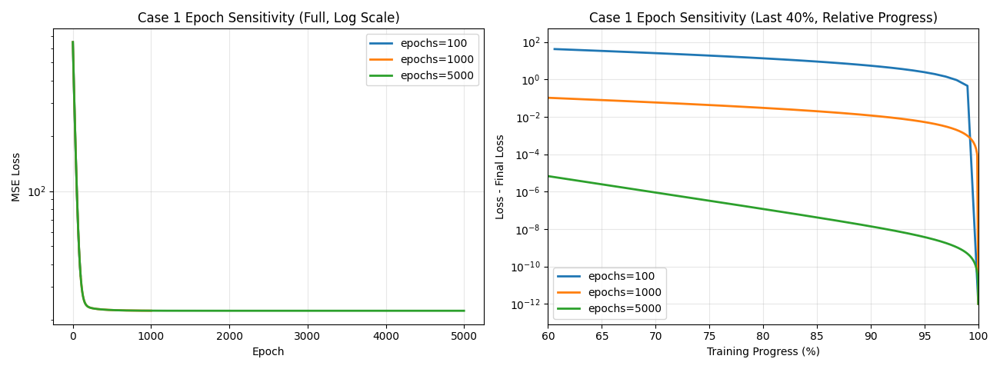 Case 1 Epoch Sensitivity (Full, Log Scale)
MSE Loss
10²
epochs=100
epochs=1000
epochs=5000
0 1000 2000 3000 4000 5000
Epoch
Case 1 Epoch Sensitivity (Last 40%, Relative Progress)
Loss - Final Loss
10²
10⁰
10⁻²
10⁻⁴
10⁻⁶
10⁻⁸
10⁻¹⁰
10⁻¹²
epochs=100
epochs=1000
epochs=5000
60 65 70 75 80 85 90 95 100
Training Progress (%)